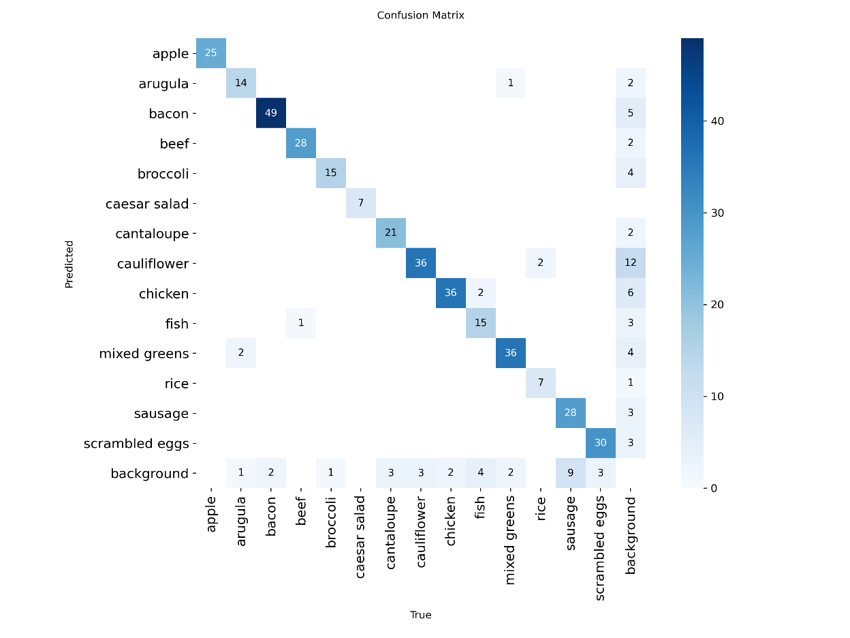 Confusion Matrix
apple 25
arugula 14 1 2
bacon 49 5
beef 28 2
broccoli 15 4
caesar salad 7
cantaloupe 21 2
cauliflower 36 2 12
chicken 36 2 6
fish 1 15 3
mixed greens 2 36 4
rice 7 1
sausage 28 3
scrambled eggs 30 3
background 1 2 1 3 3 2 4 2 9 3
Predicted
apple
arugula
bacon
beef
broccoli
caesar salad
cantaloupe
cauliflower
chicken
fish
mixed greens
rice
sausage
scrambled eggs
background
True
40
30
20
10
0